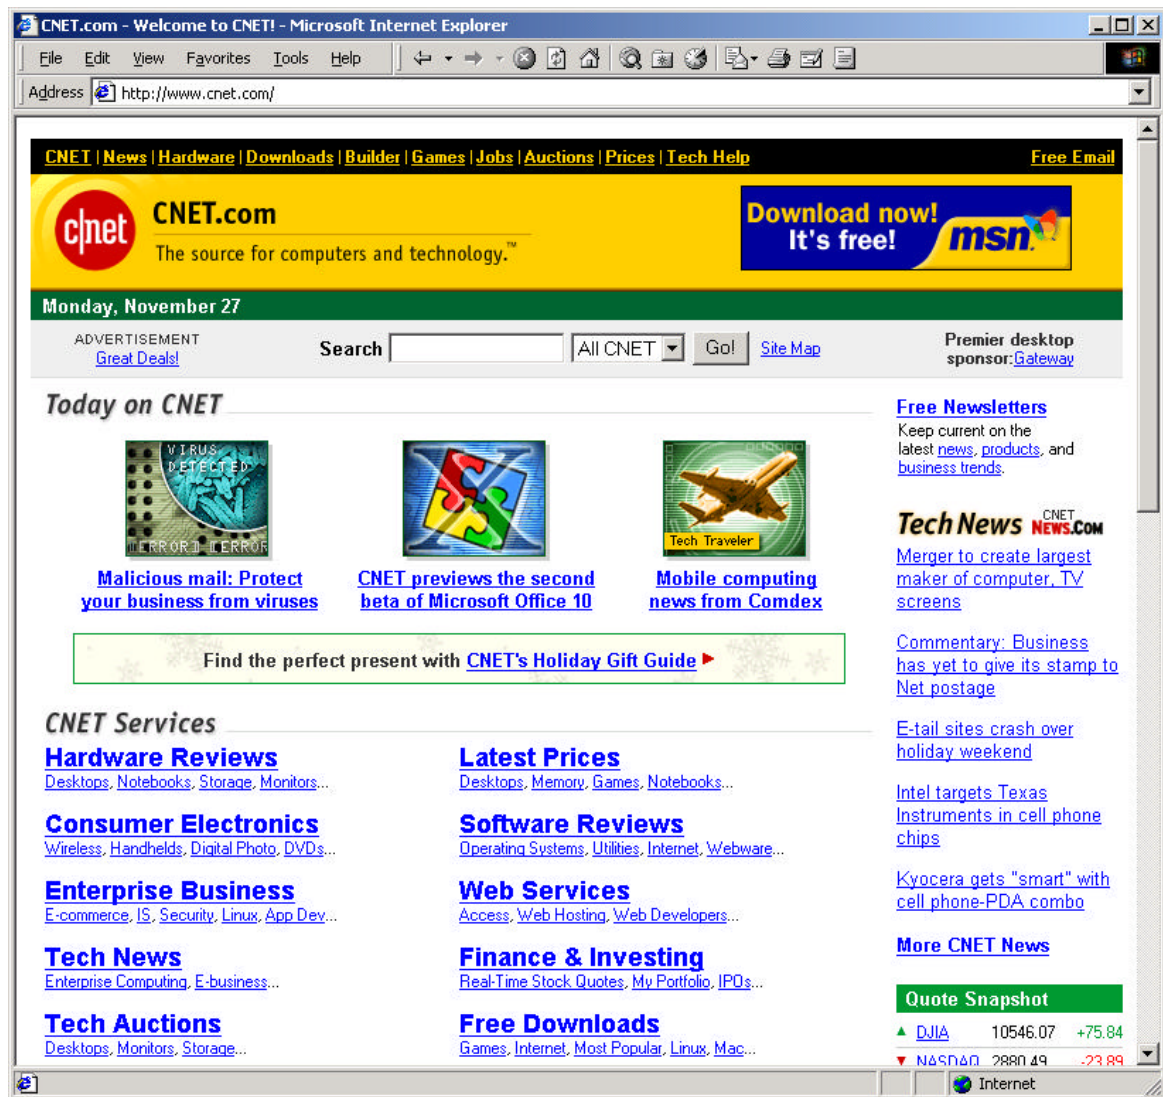 CNET.com - Welcome to CNET! - Microsoft Internet Explorer
File Edit View Favorites Tools Help
Address http://www.cnet.com/
CNET | News | Hardware | Downloads | Builder | Games | Jobs | Auctions | Prices | Tech Help Free Email
c|net
CNET.com
The source for computers and technology.™
Download now!
It's free!
msn
Monday, November 27
ADVERTISEMENT
Great Deals!
Search All CNET Go! Site Map
Premier desktop
sponsor:Gateway
Today on CNET
VIRUS
DETECTED
ERROR
ERROR
Malicious mail: Protect
your business from viruses
X
CNET previews the second
beta of Microsoft Office 10
Tech Traveler
Mobile computing
news from Comdex
Find the perfect present with CNET's Holiday Gift Guide
CNET Services
Hardware Reviews
Desktops, Notebooks, Storage, Monitors...
Latest Prices
Desktops, Memory, Games, Notebooks...
Consumer Electronics
Wireless, Handhelds, Digital Photo, DVDs...
Software Reviews
Operating Systems, Utilities, Internet, Webware...
Enterprise Business
E-commerce, IS, Security, Linux, App Dev...
Web Services
Access, Web Hosting, Web Developers...
Tech News
Enterprise Computing, E-business...
Finance & Investing
Real-Time Stock Quotes, My Portfolio, IPOs...
Tech Auctions
Desktops, Monitors, Storage...
Free Downloads
Games, Internet, Most Popular, Linux, Mac...
Free Newsletters
Keep current on the
latest news, products, and
business trends.
Tech News CNET NEWS.COM
Merger to create largest
maker of computer, TV
screens
Commentary: Business
has yet to give its stamp to
Net postage
E-tail sites crash over
holiday weekend
Intel targets Texas
Instruments in cell phone
chips
Kyocera gets "smart" with
cell phone-PDA combo
More CNET News
Quote Snapshot
DJIA 10546.07 +75.84
NASDAQ 2880.49 -23.89
Internet